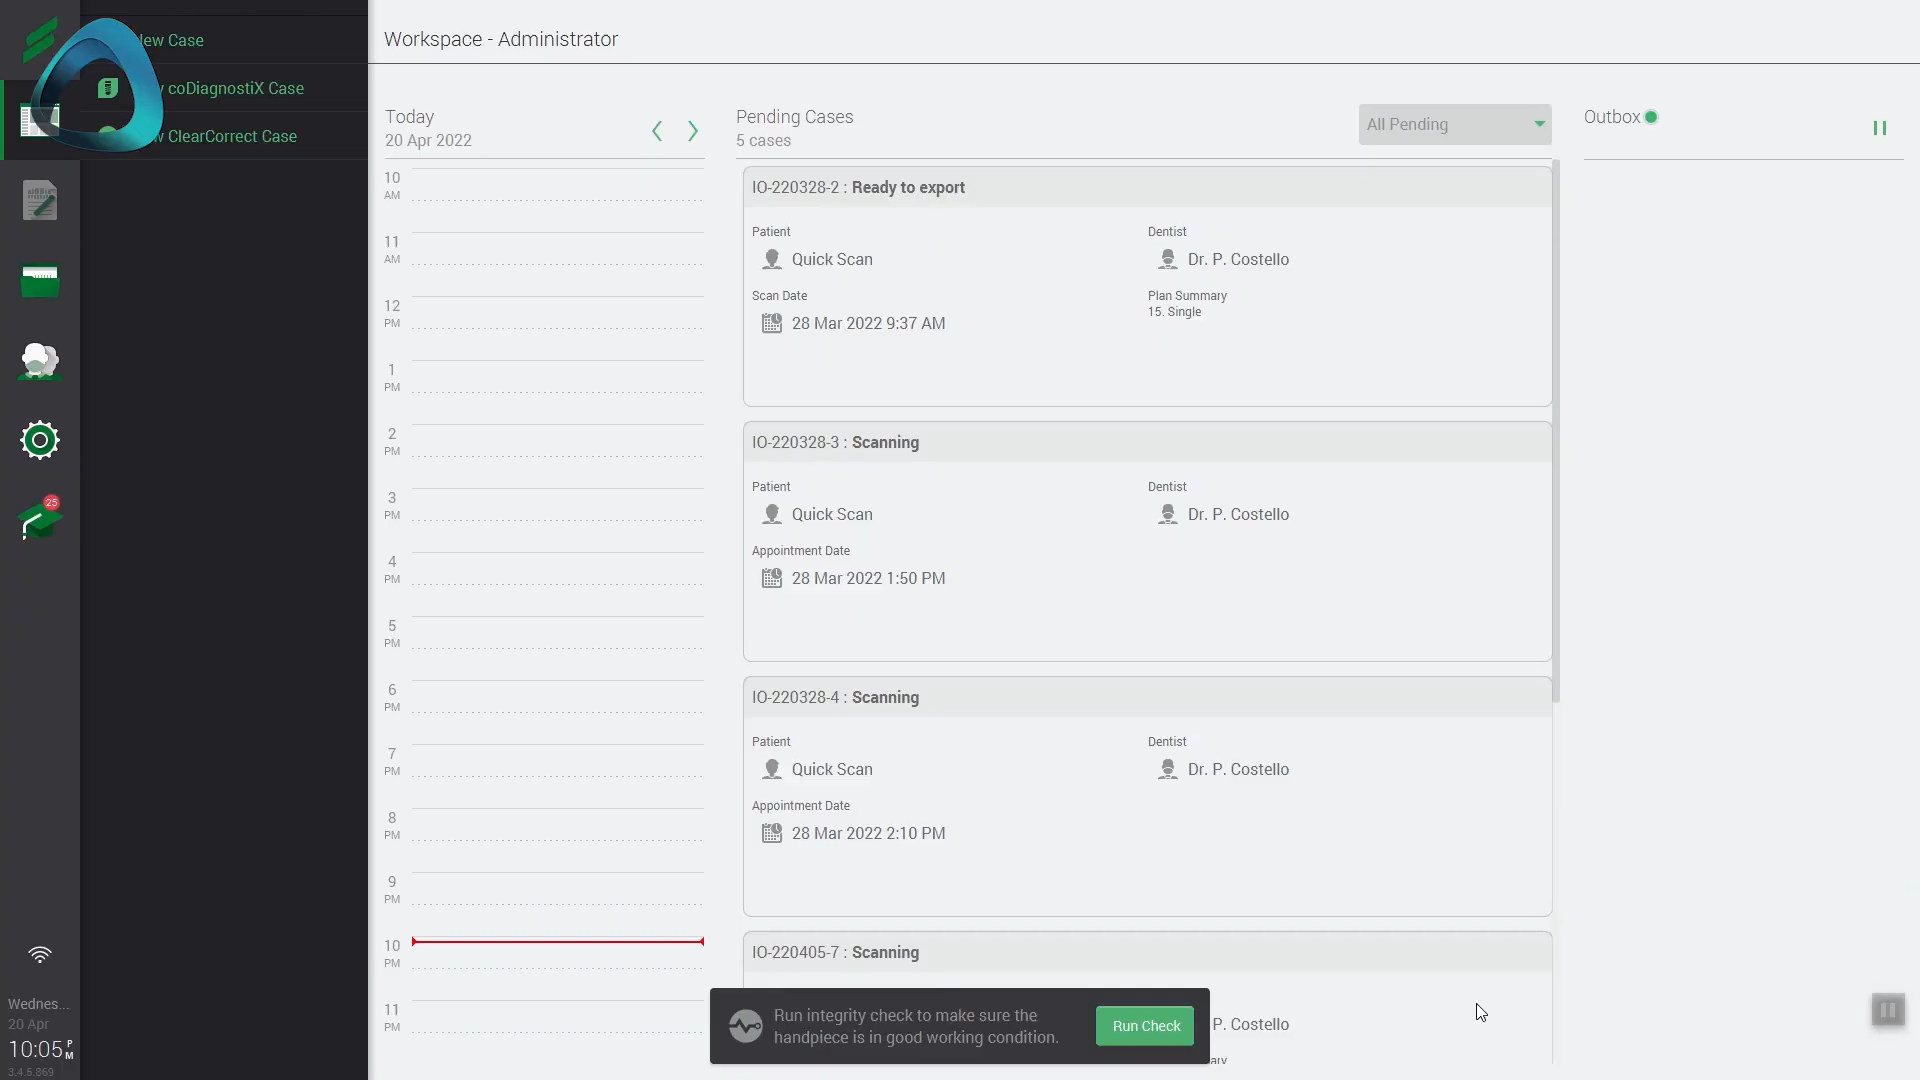 Case
coDiagnostiX Case
ClearCorrect Case
Workspace - Administrator
Today
20 Apr 2022
10
AM
11
AM
12
PM
1
PM
2
PM
3
PM
4
PM
5
PM
6
PM
7
PM
8
PM
9
PM
10
PM
11
PM
Pending Cases
5 cases
All Pending
IO-220328-2 : Ready to export
Patient
Dentist
Quick Scan
Dr. P. Costello
Scan Date
Plan Summary
15. Single
28 Mar 2022 9:37 AM
IO-220328-3 : Scanning
Patient
Dentist
Quick Scan
Dr. P. Costello
Appointment Date
28 Mar 2022 1:50 PM
IO-220328-4 : Scanning
Patient
Dentist
Quick Scan
Dr. P. Costello
Appointment Date
28 Mar 2022 2:10 PM
IO-220405-7 : Scanning
P. Costello
Run integrity check to make sure the
handpiece is in good working condition.
Run Check
Outbox
25
Wednes...
20 Apr
10:05 PM
3.4.5.869